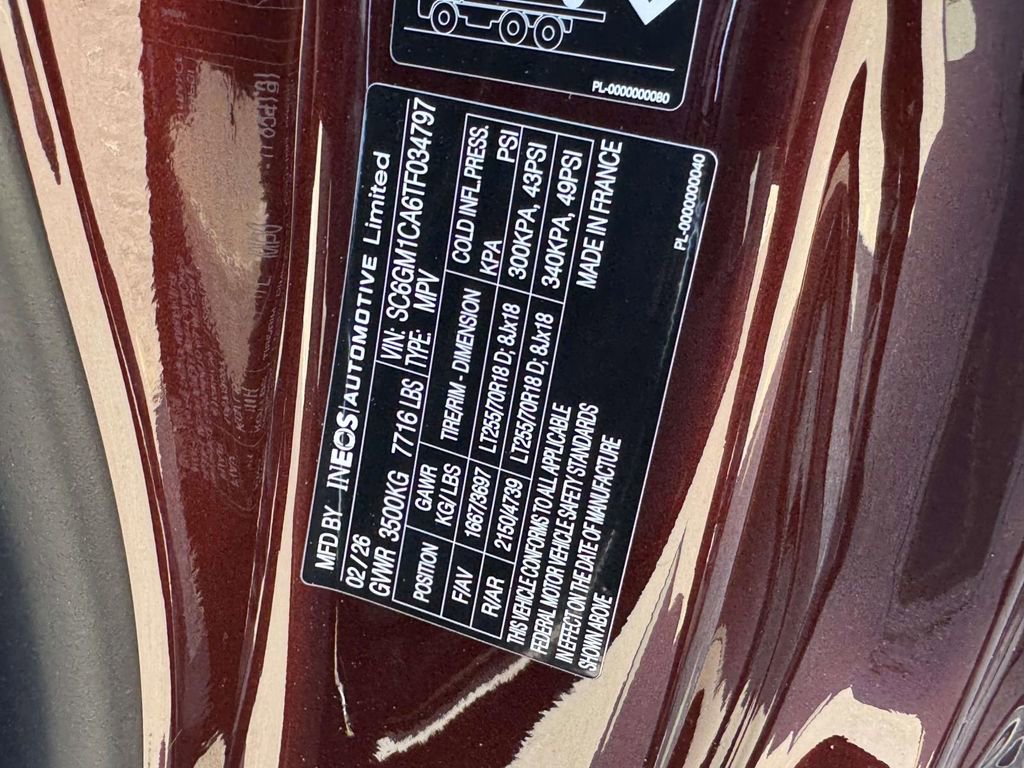 PL-0000000080
MFD BY INEOS AUTOMOTIVE Limited
02/26 VIN: SC6GM1CA6TF034797
GVWR 3500KG 7716 LBS TYPE: MPV
POSITION GAWR KG/LBS TIRE/RIM - DIMENSION COLD INFL.PRESS. KPA PSI
F/AV 1667/3697 LT255/70R18 D; 8Jx18 300KPA, 43PSI
R/AR 2150/4739 LT255/70R18 D; 8Jx18 340KPA, 49PSI
THIS VEHICLE CONFORMS TO ALL APPLICABLE MADE IN FRANCE
FEDERAL MOTOR VEHICLE SAFETY STANDARDS
IN EFFECT ON THE DATE OF MANUFACTURE
SHOWN ABOVE
PL-0000000040